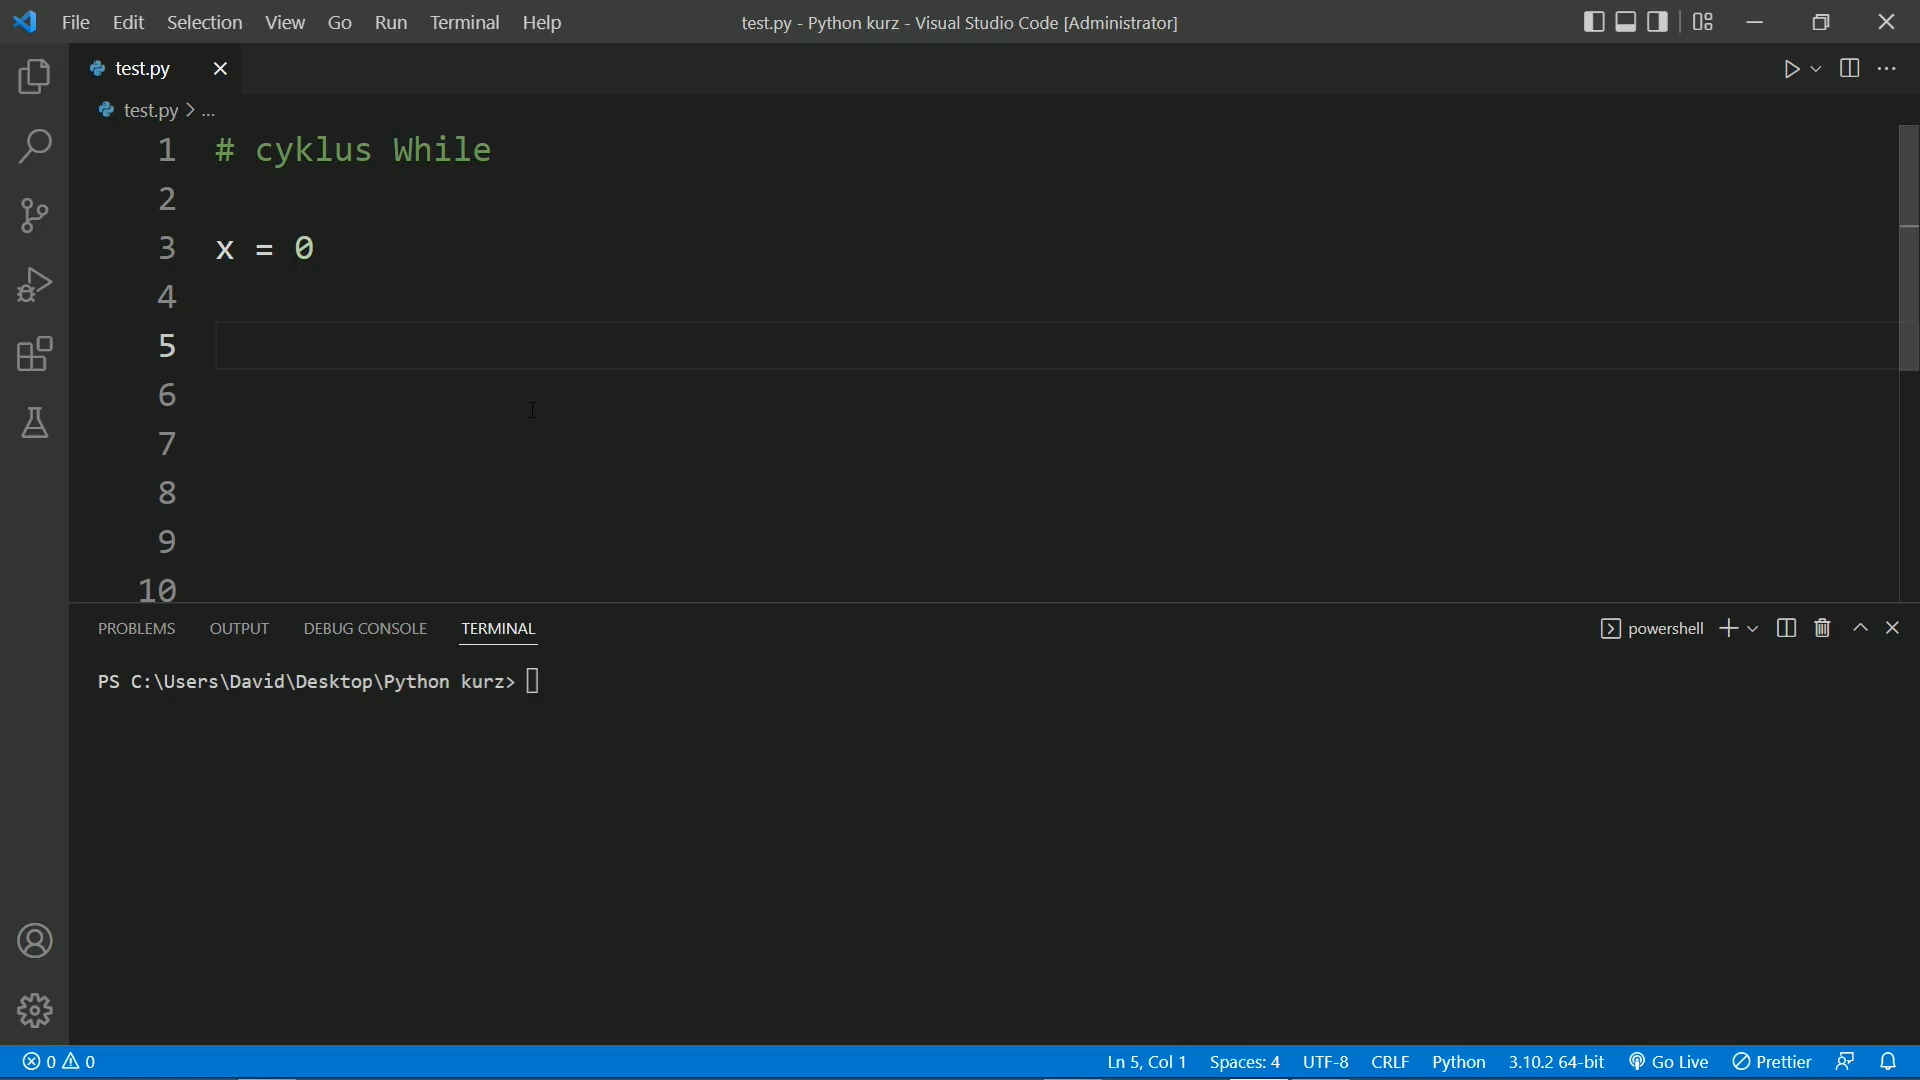 File Edit Selection View Go Run Terminal Help test.py - Python kurz - Visual Studio Code [Administrator]
test.py
test.py > ...
1 # cyklus While
2
3 x = 0
4
5
6
7
8
9
10
PROBLEMS OUTPUT DEBUG CONSOLE TERMINAL powershell
PS C:\Users\David\Desktop\Python kurz>
0 0 Ln 5, Col 1 Spaces: 4 UTF-8 CRLF Python 3.10.2 64-bit Go Live Prettier